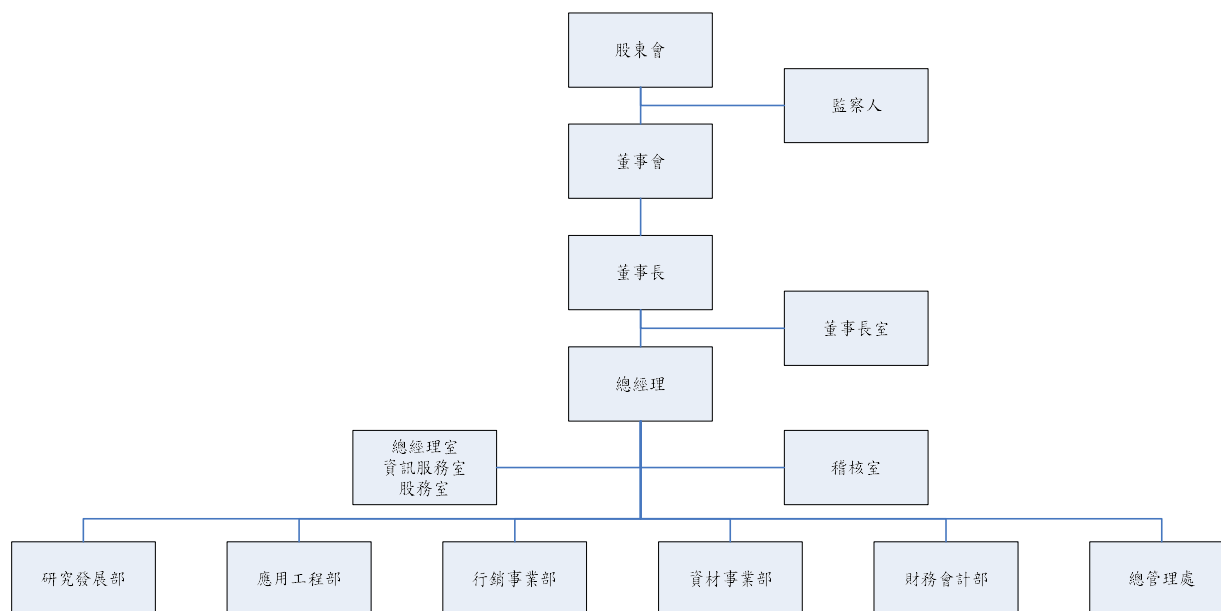 股東會
監察人
董事會
董事長
董事長室
總經理
總經理室
資訊服務室
股務室
稽核室
研究發展部
應用工程部
行銷事業部
資材事業部
財務會計部
總管理處